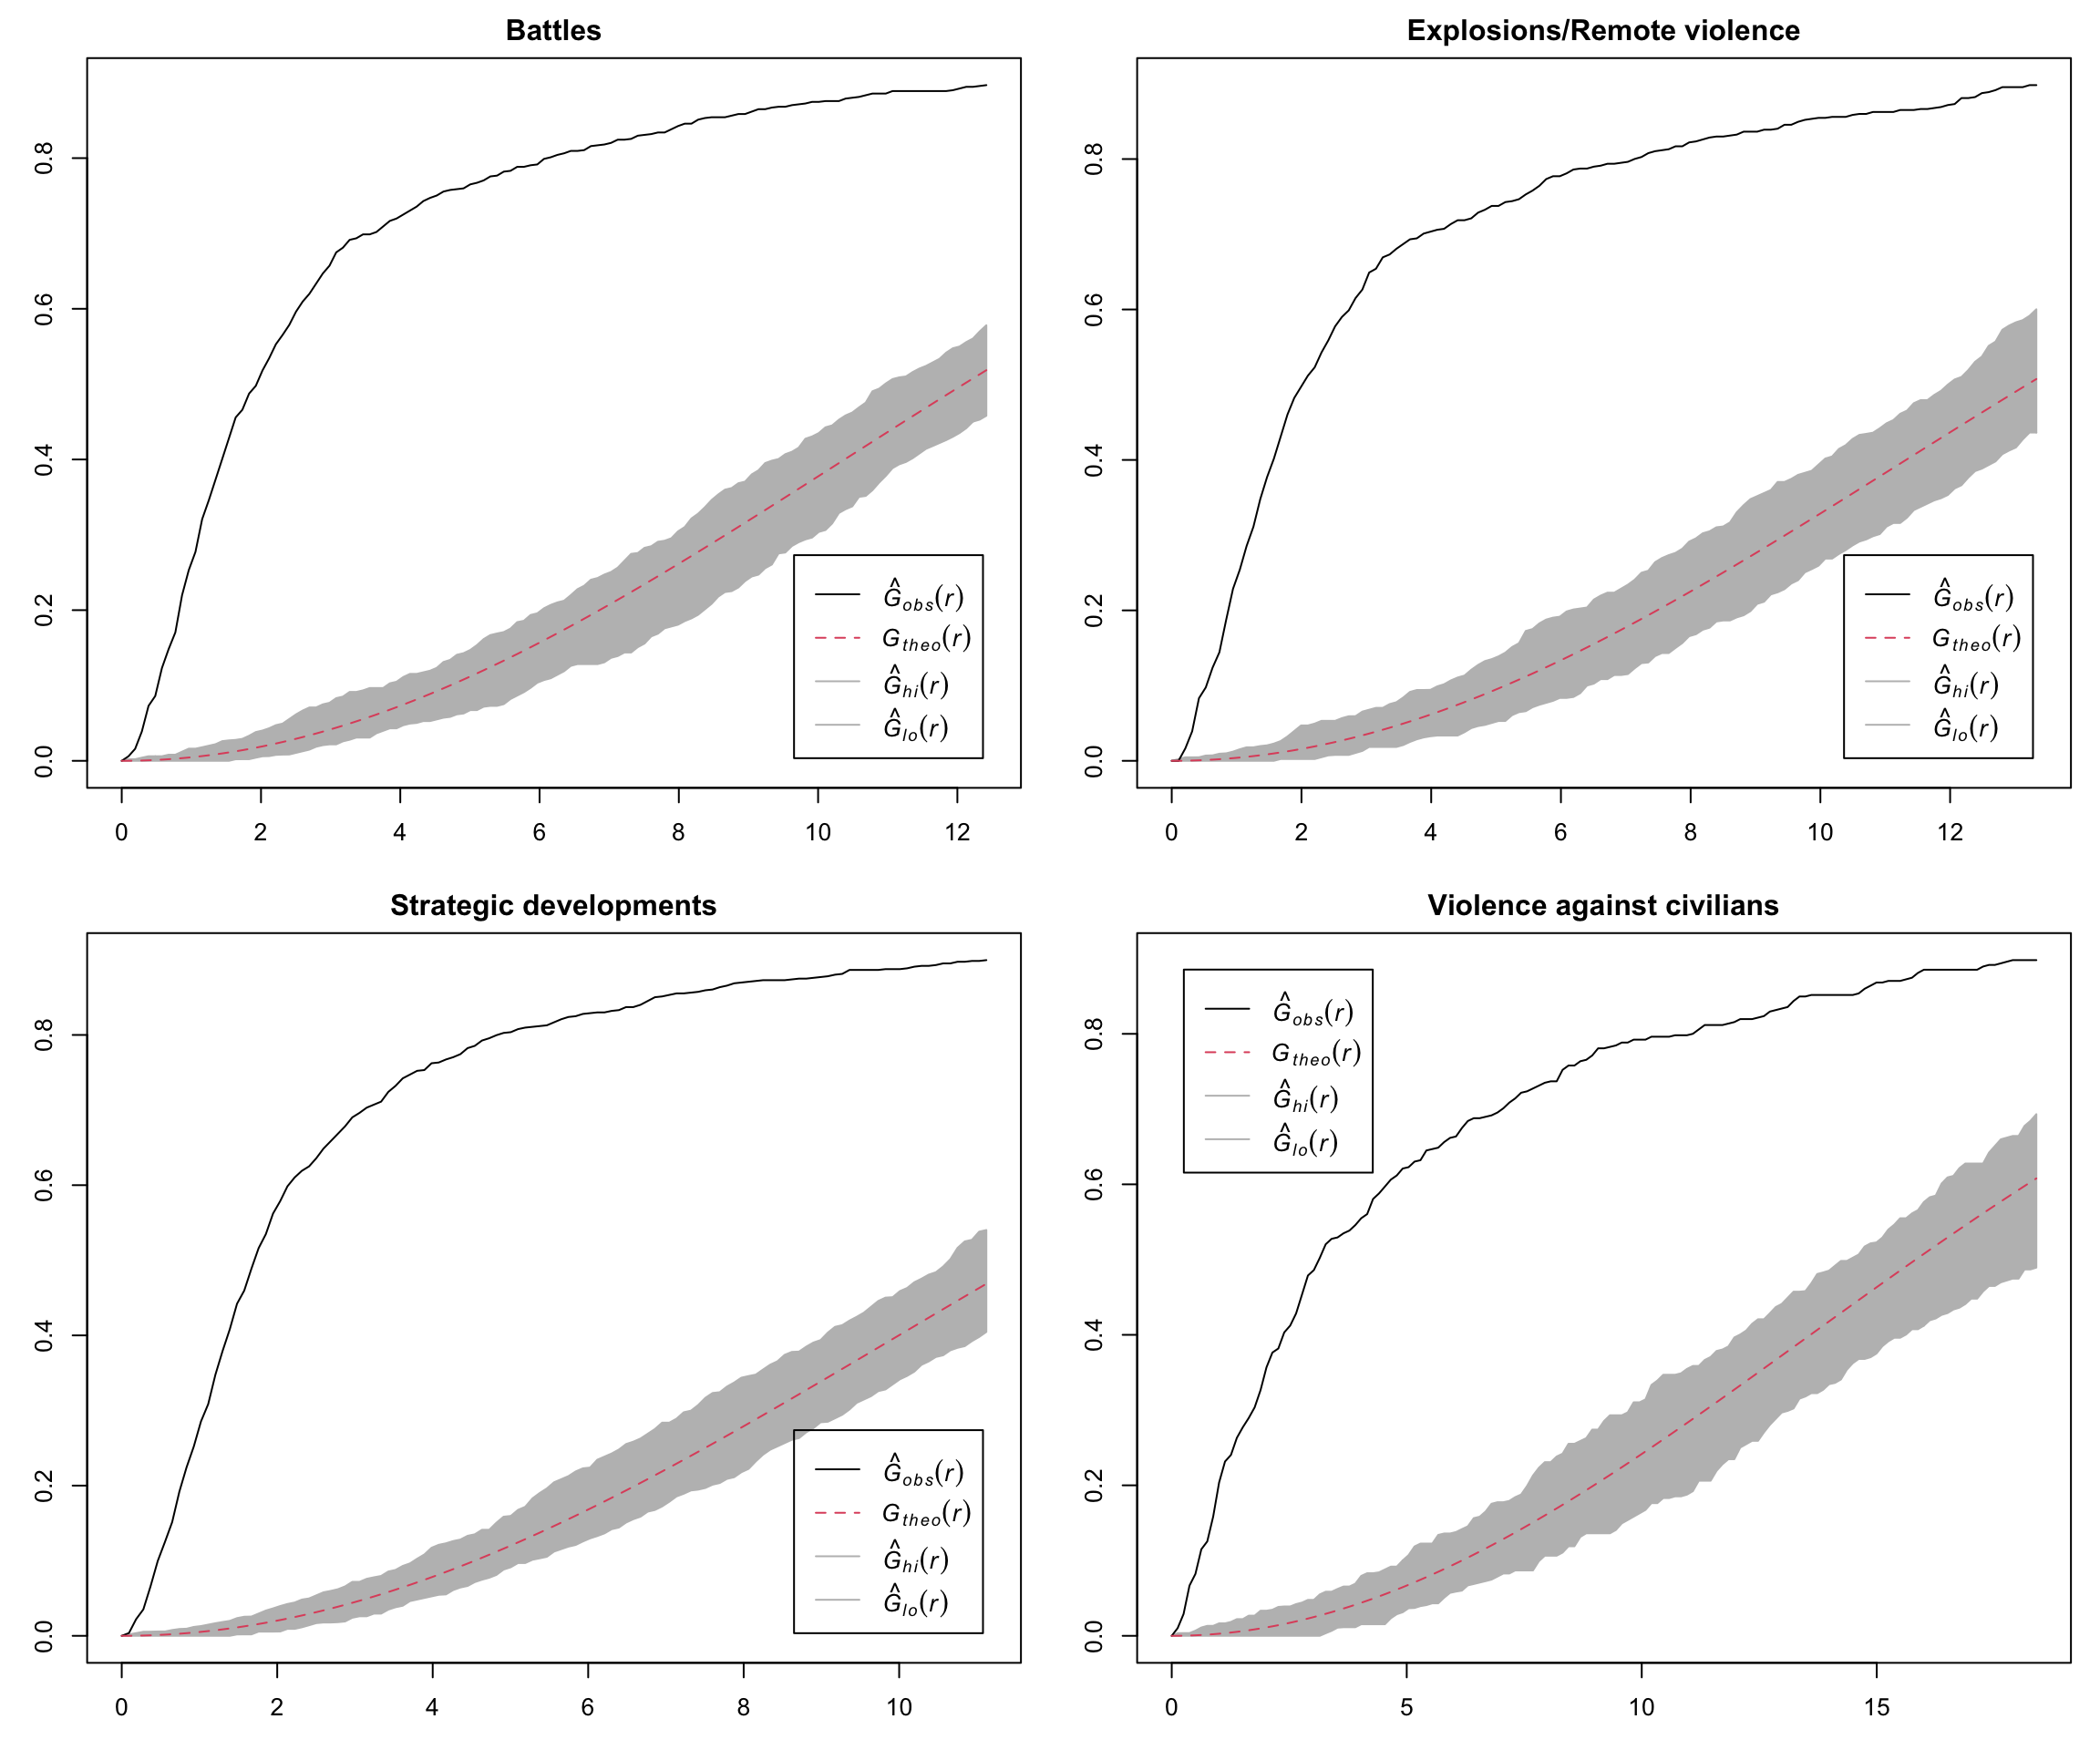 Battles
0.8
0.6
0.4
0.2
0.0
Ĝobs(r)
Gtheo(r)
Ĝhi(r)
Ĝlo(r)
0 2 4 6 8 10 12
Explosions/Remote violence
0.8
0.6
0.4
0.2
0.0
Ĝobs(r)
Gtheo(r)
Ĝhi(r)
Ĝlo(r)
0 2 4 6 8 10 12
Strategic developments
0.8
0.6
0.4
0.2
0.0
Ĝobs(r)
Gtheo(r)
Ĝhi(r)
Ĝlo(r)
0 2 4 6 8 10
Violence against civilians
Ĝobs(r)
Gtheo(r)
Ĝhi(r)
Ĝlo(r)
0.8
0.6
0.4
0.2
0.0
0 5 10 15